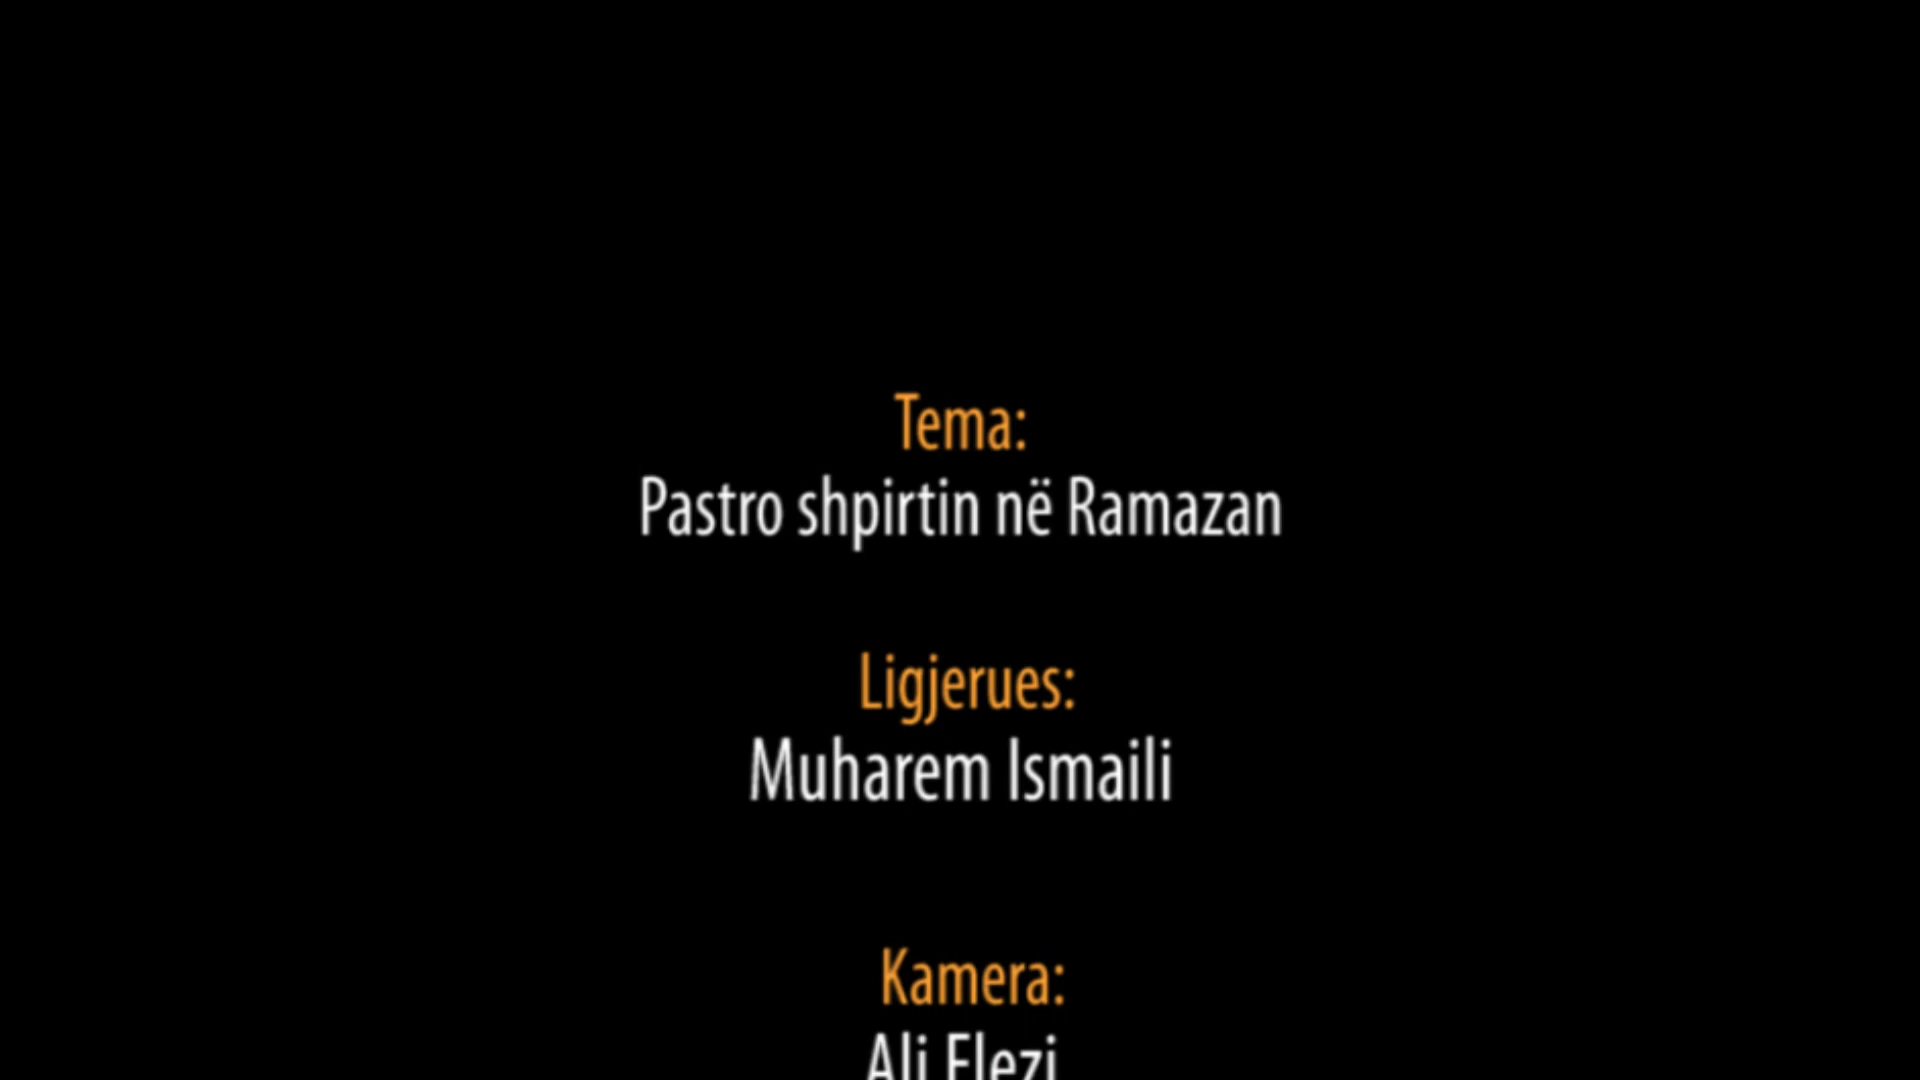 Tema:
Pastro shpirtin në Ramazan
Ligjerues:
Muharem Ismaili
Kamera:
Ali Elezi